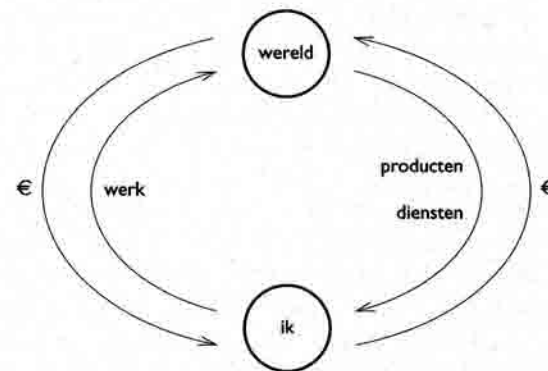 wereld
producten
€ werk €
diensten
ik